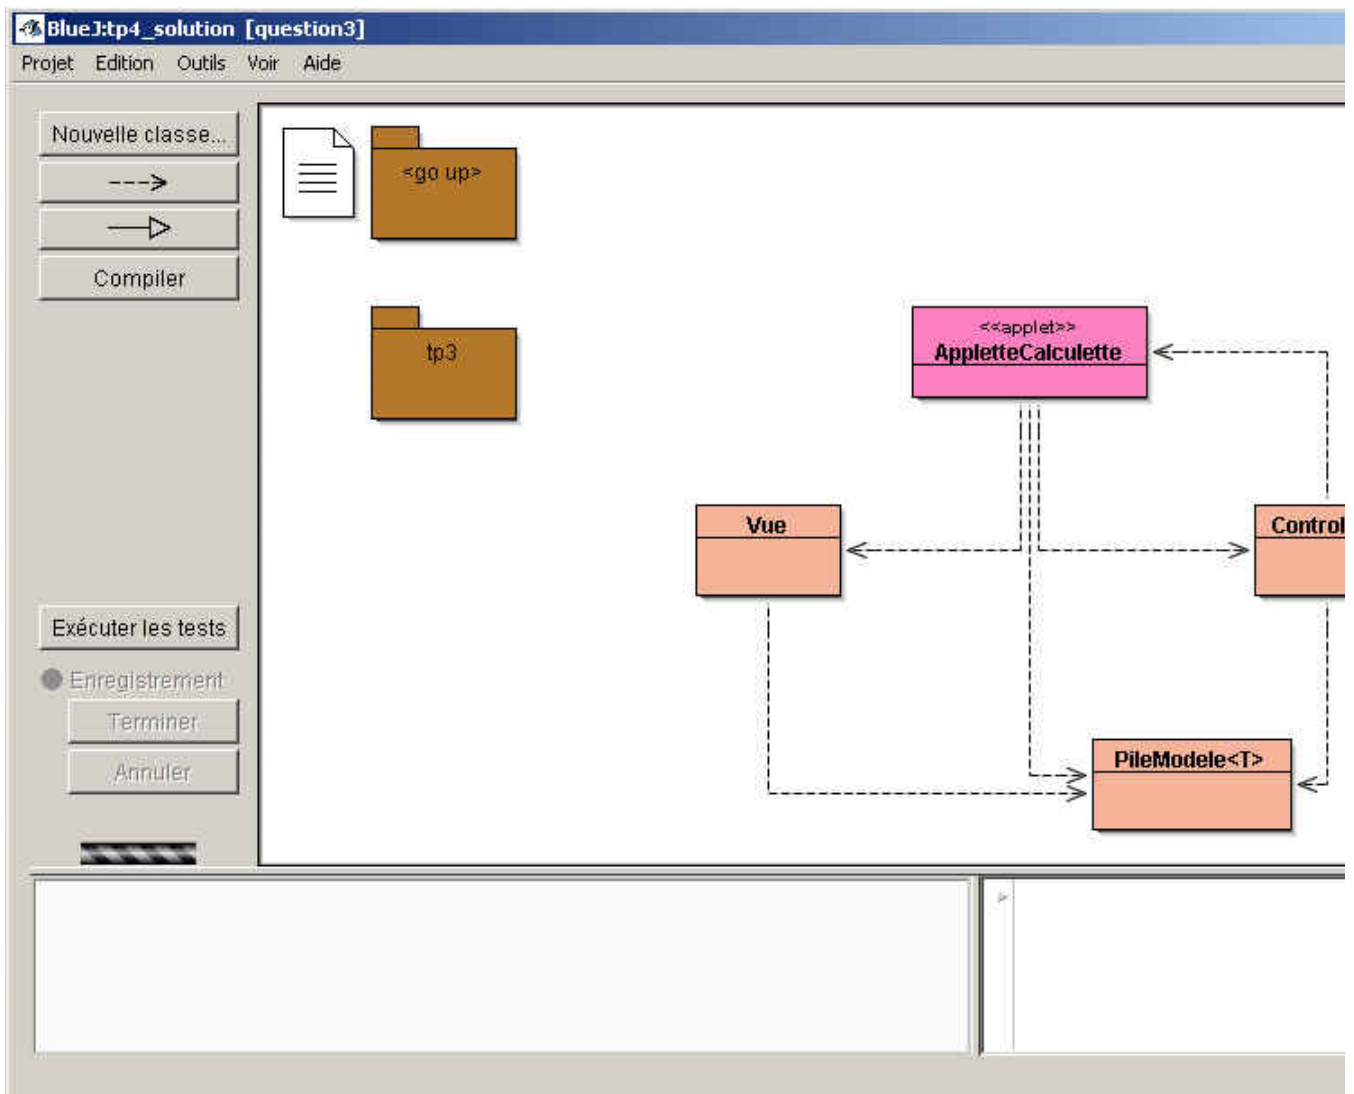 BlueJ:tp4_solution [question3]
Projet Edition Outils Voir Aide
Nouvelle classe...
<go up>
Compiler
<<applet>>
AppletteCalculette
tp3
Vue
Control
Exécuter les tests
Enregistrement
Terminer
PileModele<T>
Annuler